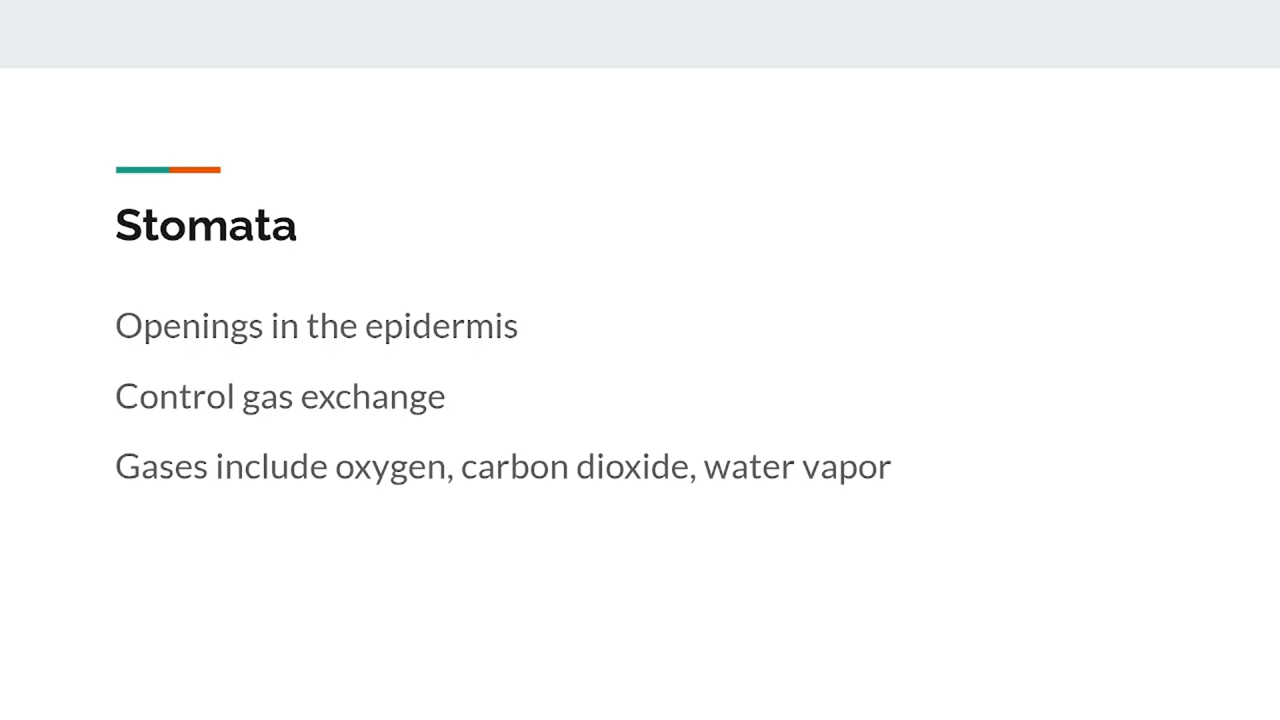 Stomata
Openings in the epidermis
Control gas exchange
Gases include oxygen, carbon dioxide, water vapor